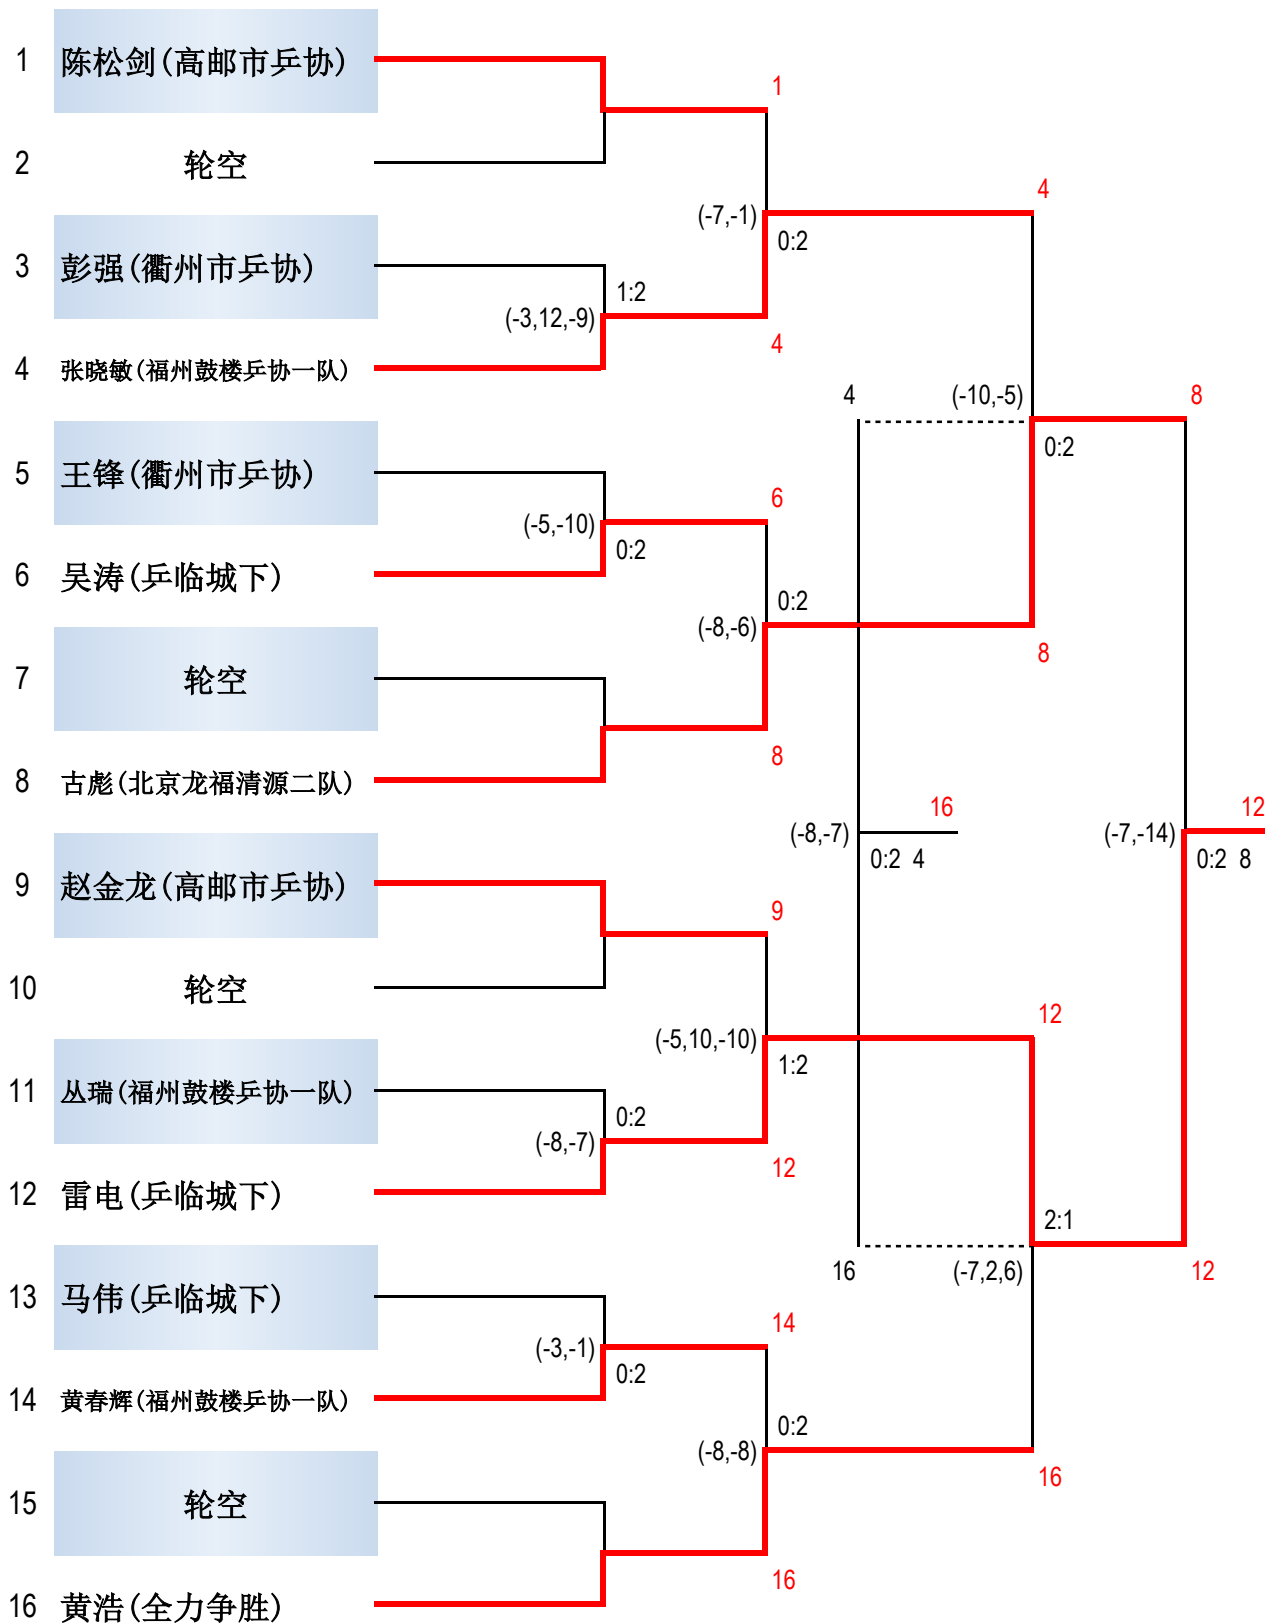 1 陈松剑(高邮市乒协)
1
2 轮空
4
(-7,-1)
0:2
3 彭强(衢州市乒协)
1:2
(-3,12,-9)
4
4 张晓敏(福州鼓楼乒协一队)
4 (-10,-5) 8
0:2
5 王锋(衢州市乒协)
6
(-5,-10)
0:2
6 吴涛(乒临城下)
0:2
(-8,-6)
8
7 轮空
8
8 古彪(北京龙福清源二队)
16 12
(-8,-7) (-7,-14)
0:2 4 0:2 8
9 赵金龙(高邮市乒协)
9
10 轮空
12
(-5,10,-10)
1:2
11 丛瑞(福州鼓楼乒协一队)
0:2
(-8,-7)
12
12 雷电(乒临城下)
2:1
16 (-7,2,6) 12
13 马伟(乒临城下)
14
(-3,-1)
0:2
14 黄春辉(福州鼓楼乒协一队)
0:2
(-8,-8)
16
15 轮空
16
16 黄浩(全力争胜)